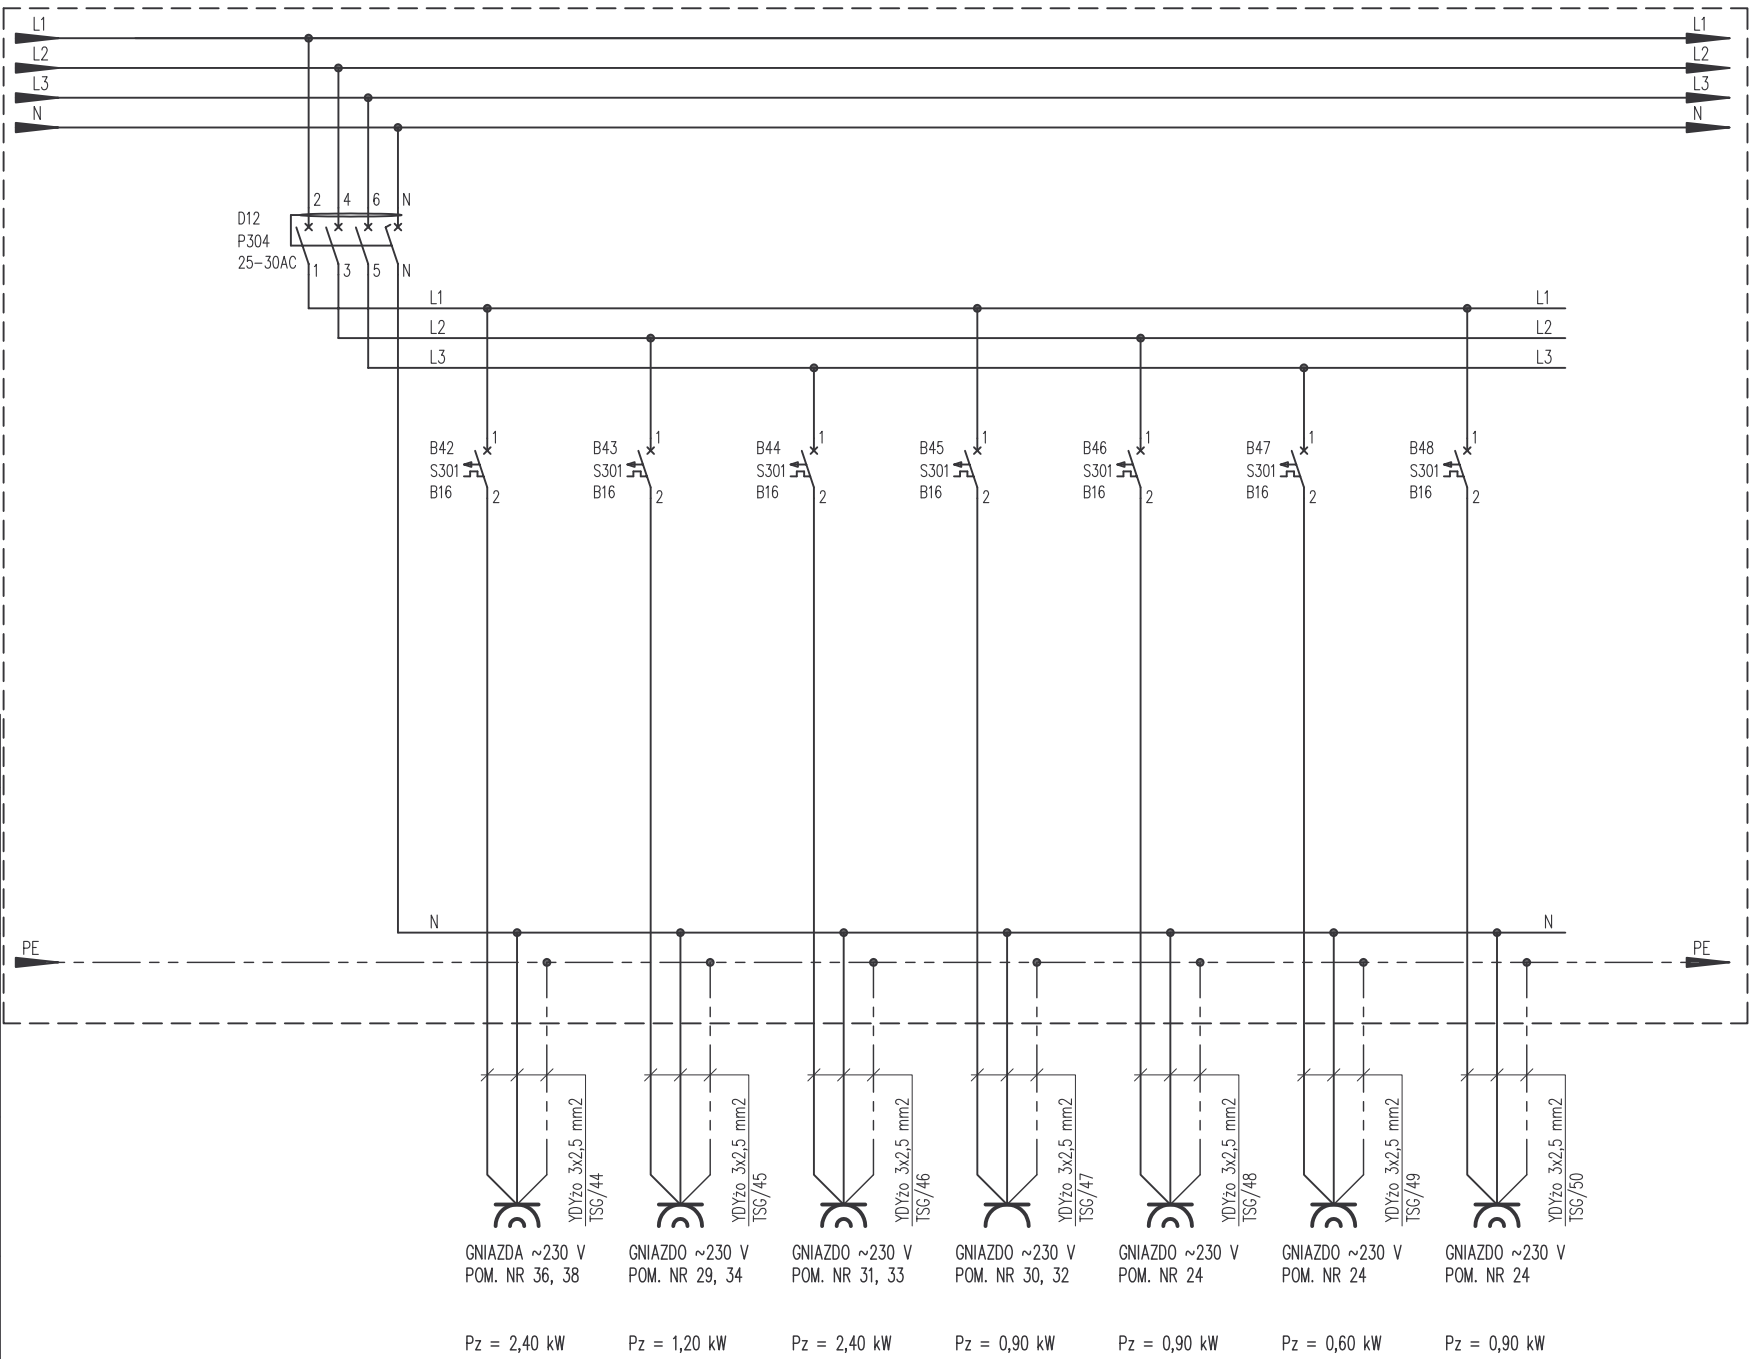 L1 L1
L2 L2
L3 L3
N N
2 4 6 N
D12
P304
25-30AC
1 3 5 N
L1 L1
L2 L2
L3 L3
1 1 1 1 1 1 1
B42 B43 B44 B45 B46 B47 B48
S301 S301 S301 S301 S301 S301 S301
B16 B16 B16 B16 B16 B16 B16
2 2 2 2 2 2 2
N N
PE PE
YDYżo 3x2,5 mm2
TSG/44
YDYżo 3x2,5 mm2
TSG/45
YDYżo 3x2,5 mm2
TSG/46
YDYżo 3x2,5 mm2
TSG/47
YDYżo 3x2,5 mm2
TSG/48
YDYżo 3x2,5 mm2
TSG/49
YDYżo 3x2,5 mm2
TSG/50
GNIAZDA ~230 V
POM. NR 36, 38
Pz = 2,40 kW
GNIAZDO ~230 V
POM. NR 29, 34
Pz = 1,20 kW
GNIAZDO ~230 V
POM. NR 31, 33
Pz = 2,40 kW
GNIAZDO ~230 V
POM. NR 30, 32
Pz = 0,90 kW
GNIAZDO ~230 V
POM. NR 24
Pz = 0,90 kW
GNIAZDO ~230 V
POM. NR 24
Pz = 0,60 kW
GNIAZDO ~230 V
POM. NR 24
Pz = 0,90 kW